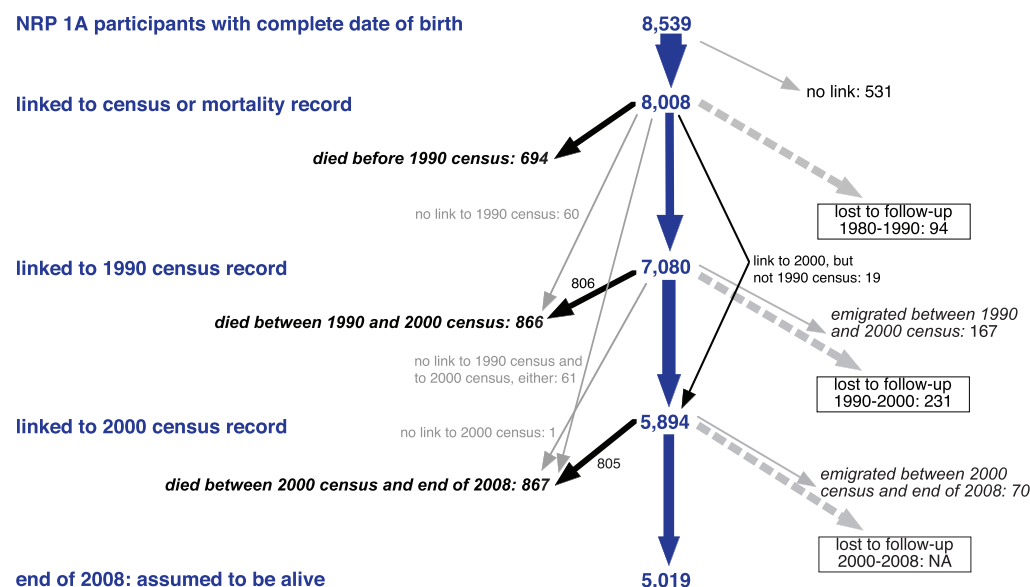 NRP 1A participants with complete date of birth
8,539
no link: 531
linked to census or mortality record
8,008
died before 1990 census: 694
no link to 1990 census: 60
lost to follow-up
1980-1990: 94
linked to 1990 census record
7,080
link to 2000, but
not 1990 census: 19
806
died between 1990 and 2000 census: 866
emigrated between 1990
and 2000 census: 167
no link to 1990 census and
to 2000 census, either: 61
lost to follow-up
1990-2000: 231
linked to 2000 census record
5,894
no link to 2000 census: 1
805
died between 2000 census and end of 2008: 867
emigrated between 2000
census and end of 2008: 70
lost to follow-up
2000-2008: NA
end of 2008: assumed to be alive
5,019